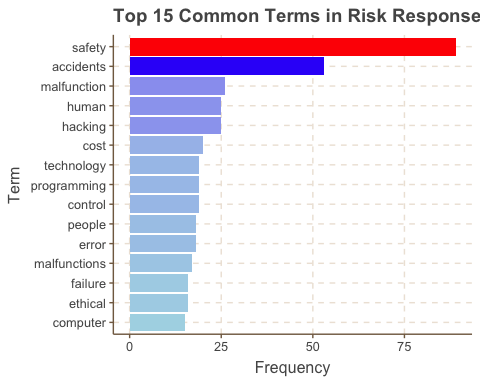 Top 15 Common Terms in Risk Response
safety
accidents
malfunction
human
hacking
cost
technology
programming
control
people
error
malfunctions
failure
ethical
computer
Term
0 25 50 75
Frequency